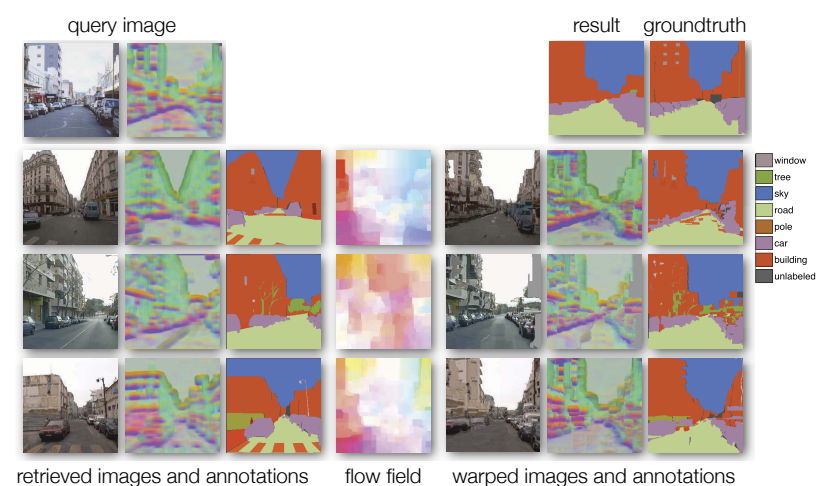 query image
result
groundtruth
window
tree
sky
road
pole
car
building
unlabeled
retrieved images and annotations
flow field
warped images and annotations